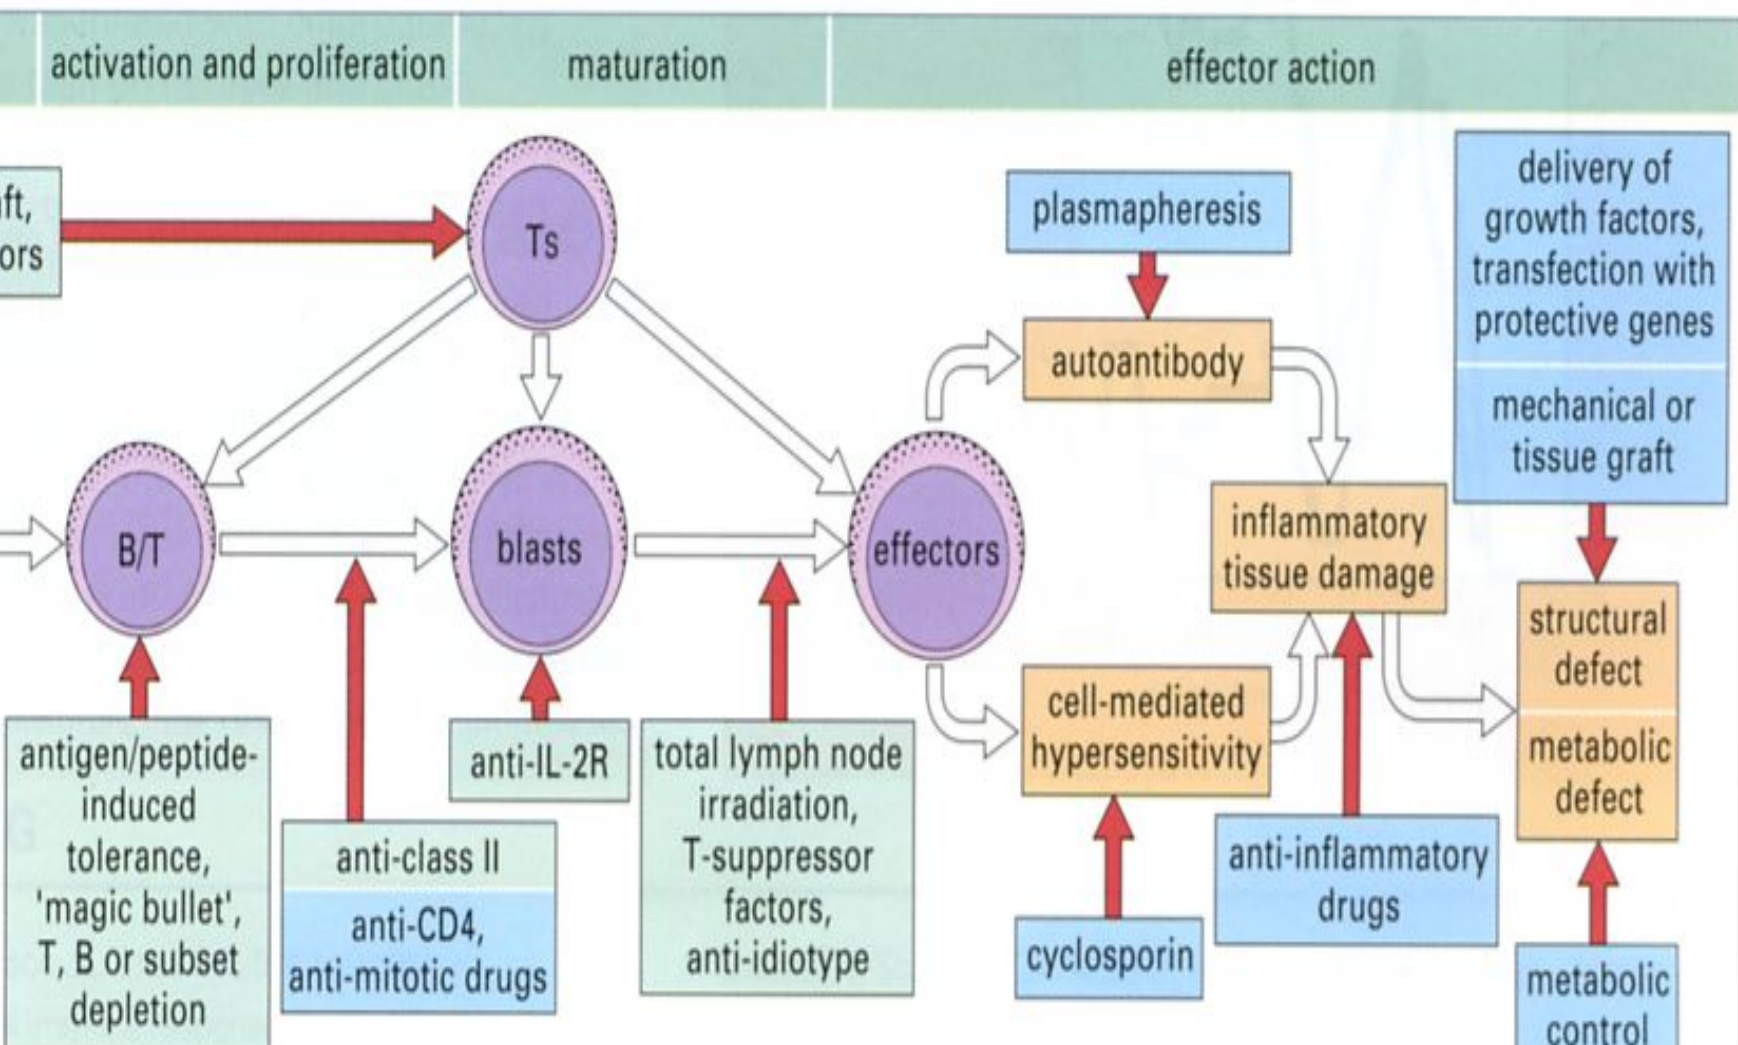 activation and proliferation
maturation
effector action
Ts
plasmapheresis
delivery of
growth factors,
transfection with
protective genes
mechanical or
tissue graft
autoantibody
B/T
blasts
effectors
inflammatory
tissue damage
structural
defect
metabolic
defect
cell-mediated
hypersensitivity
antigen/peptide-
induced
tolerance,
'magic bullet',
T, B or subset
depletion
anti-class II
anti-CD4,
anti-mitotic drugs
anti-IL-2R
total lymph node
irradiation,
T-suppressor
factors,
anti-idiotype
cyclosporin
anti-inflammatory
drugs
metabolic
control